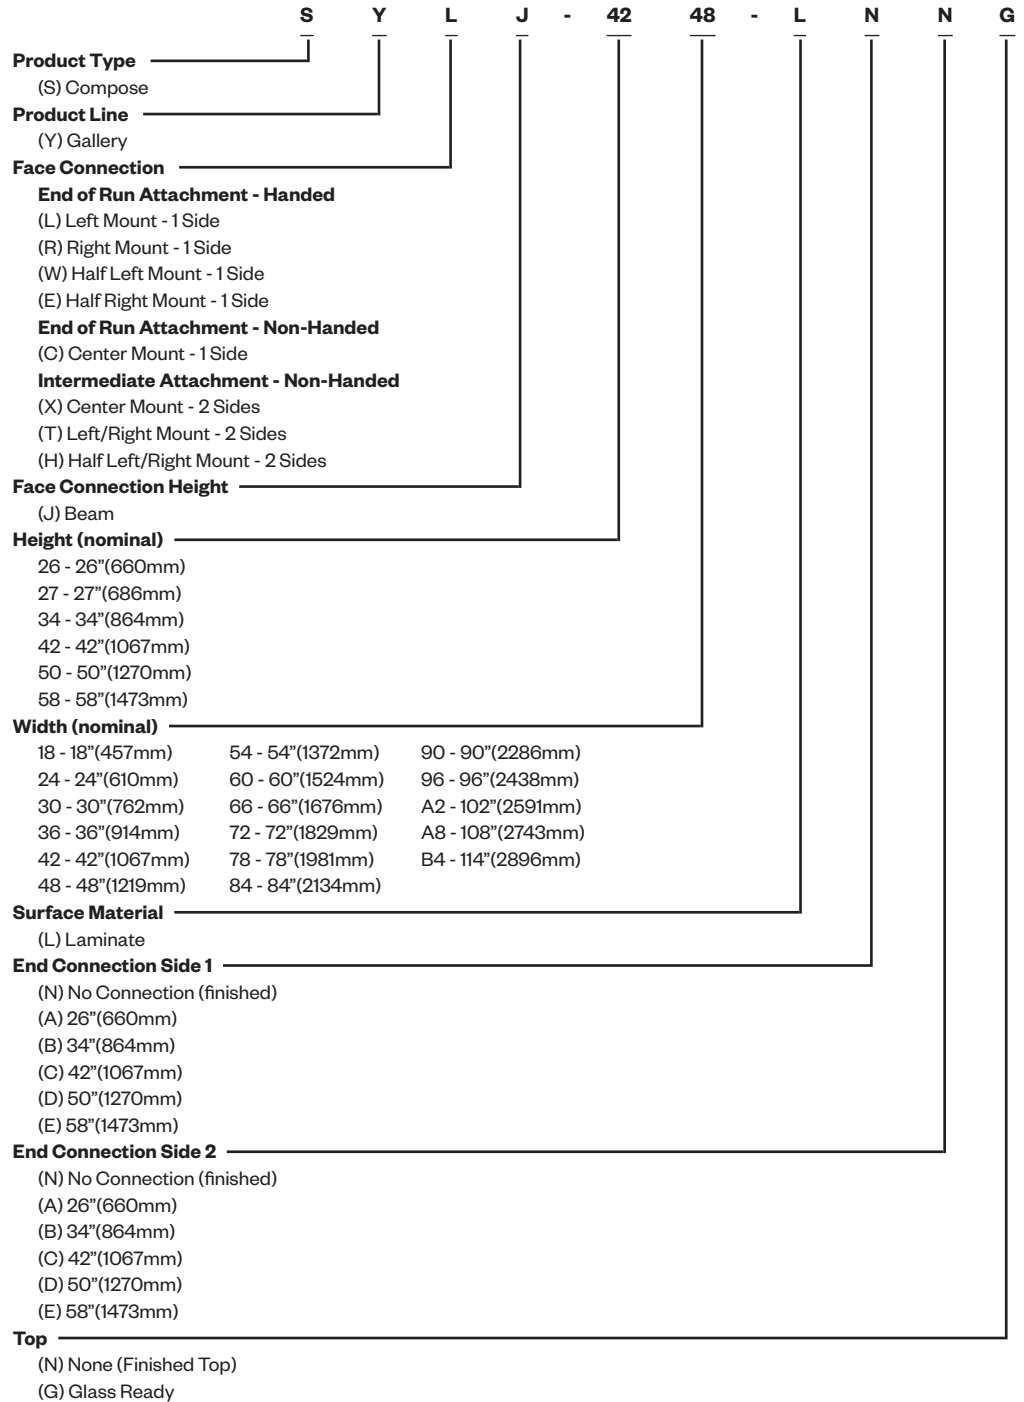 S Y L J - 42 48 - L N N G
Product Type
(S) Compose
Product Line
(Y) Gallery
Face Connection
End of Run Attachment - Handed
(L) Left Mount - 1 Side
(R) Right Mount - 1 Side
(W) Half Left Mount - 1 Side
(E) Half Right Mount - 1 Side
End of Run Attachment - Non-Handed
(C) Center Mount - 1 Side
Intermediate Attachment - Non-Handed
(X) Center Mount - 2 Sides
(T) Left/Right Mount - 2 Sides
(H) Half Left/Right Mount - 2 Sides
Face Connection Height
(J) Beam
Height (nominal)
26 - 26”(660mm)
27 - 27”(686mm)
34 - 34”(864mm)
42 - 42”(1067mm)
50 - 50”(1270mm)
58 - 58”(1473mm)
Width (nominal)
18 - 18”(457mm) 54 - 54”(1372mm) 90 - 90”(2286mm)
24 - 24”(610mm) 60 - 60”(1524mm) 96 - 96”(2438mm)
30 - 30”(762mm) 66 - 66”(1676mm) A2 - 102”(2591mm)
36 - 36”(914mm) 72 - 72”(1829mm) A8 - 108”(2743mm)
42 - 42”(1067mm) 78 - 78”(1981mm) B4 - 114”(2896mm)
48 - 48”(1219mm) 84 - 84”(2134mm)
Surface Material
(L) Laminate
End Connection Side 1
(N) No Connection (finished)
(A) 26”(660mm)
(B) 34”(864mm)
(C) 42”(1067mm)
(D) 50”(1270mm)
(E) 58”(1473mm)
End Connection Side 2
(N) No Connection (finished)
(A) 26”(660mm)
(B) 34”(864mm)
(C) 42”(1067mm)
(D) 50”(1270mm)
(E) 58”(1473mm)
Top
(N) None (Finished Top)
(G) Glass Ready